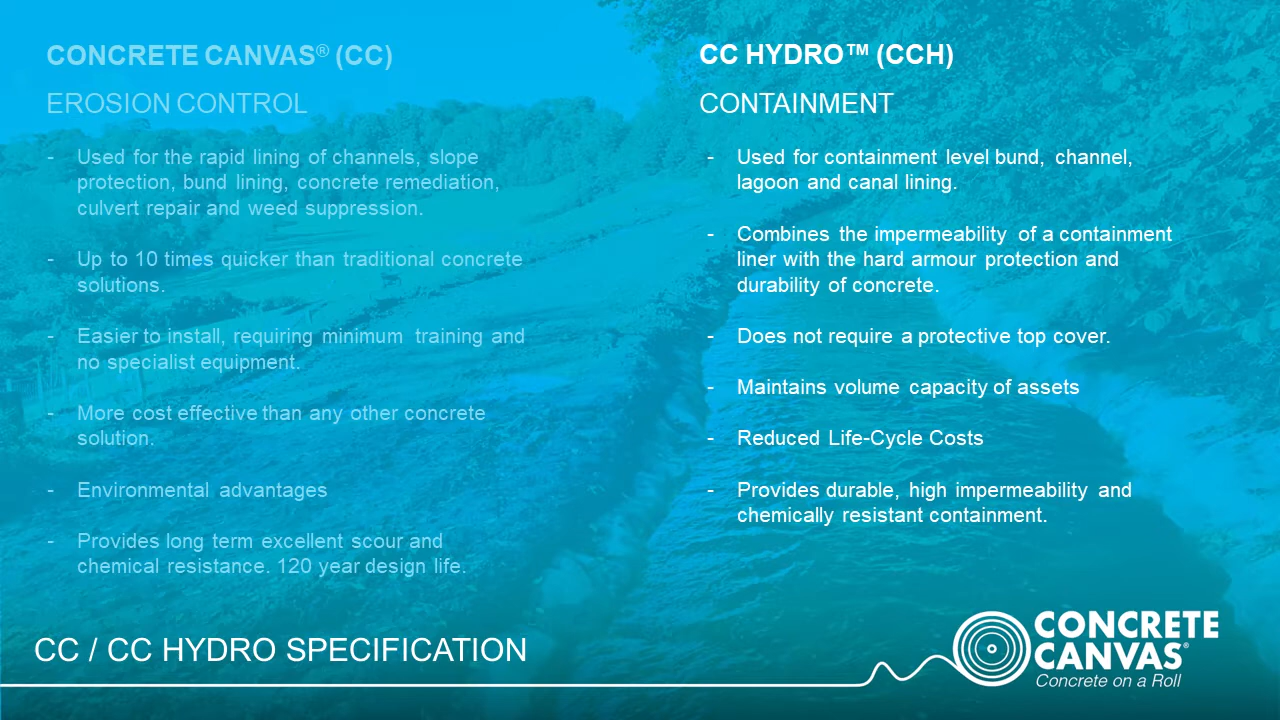 CONCRETE CANVAS® (CC)
EROSION CONTROL
- Used for the rapid lining of channels, slope
protection, bund lining, concrete remediation,
culvert repair and weed suppression.
- Up to 10 times quicker than traditional concrete
solutions.
- Easier to install, requiring minimum training and
no specialist equipment.
- More cost effective than any other concrete
solution.
- Environmental advantages
- Provides long term excellent scour and
chemical resistance. 120 year design life.
CC HYDRO™ (CCH)
CONTAINMENT
- Used for containment level bund, channel,
lagoon and canal lining.
- Combines the impermeability of a containment
liner with the hard armour protection and
durability of concrete.
- Does not require a protective top cover.
- Maintains volume capacity of assets
- Reduced Life-Cycle Costs
- Provides durable, high impermeability and
chemically resistant containment.
CC / CC HYDRO SPECIFICATION
CONCRETE
CANVAS®
Concrete on a Roll